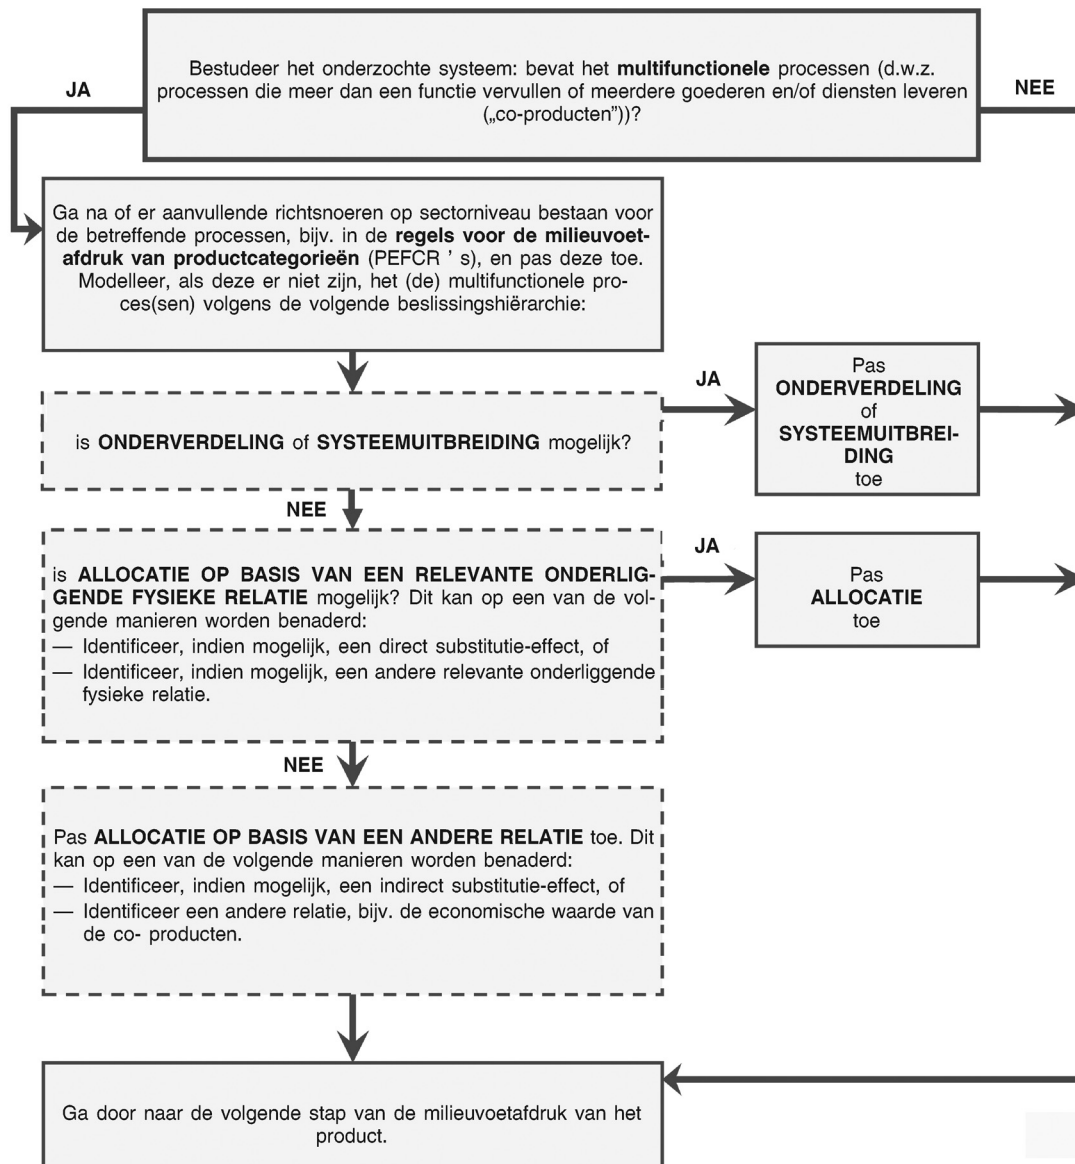 Bestudeer het onderzochte systeem: bevat het multifunctionele processen (d.w.z.
processen die meer dan een functie vervullen of meerdere goederen en/of diensten leveren
(„co-producten”))?
JA
NEE
Ga na of er aanvullende richtsnoeren op sectorniveau bestaan voor
de betreffende processen, bijv. in de regels voor de milieuvoet-
afdruk van productcategorieën (PEFCR ’ s), en pas deze toe.
Modelleer, als deze er niet zijn, het (de) multifunctionele pro-
ces(sen) volgens de volgende beslissingshiërarchie:
is ONDERVERDELING of SYSTEEMUITBREIDING mogelijk?
JA
Pas
ONDERVERDELING
of
SYSTEEMUITBREI-
DING
toe
NEE
is ALLOCATIE OP BASIS VAN EEN RELEVANTE ONDERLIG-
GENDE FYSIEKE RELATIE mogelijk? Dit kan op een van de vol-
gende manieren worden benaderd:
— Identificeer, indien mogelijk, een direct substitutie-effect, of
— Identificeer, indien mogelijk, een andere relevante onderliggende
fysieke relatie.
JA
Pas
ALLOCATIE
toe
NEE
Pas ALLOCATIE OP BASIS VAN EEN ANDERE RELATIE toe. Dit
kan op een van de volgende manieren worden benaderd:
— Identificeer, indien mogelijk, een indirect substitutie-effect, of
— Identificeer een andere relatie, bijv. de economische waarde van
de co- producten.
Ga door naar de volgende stap van de milieuvoetafdruk van het
product.